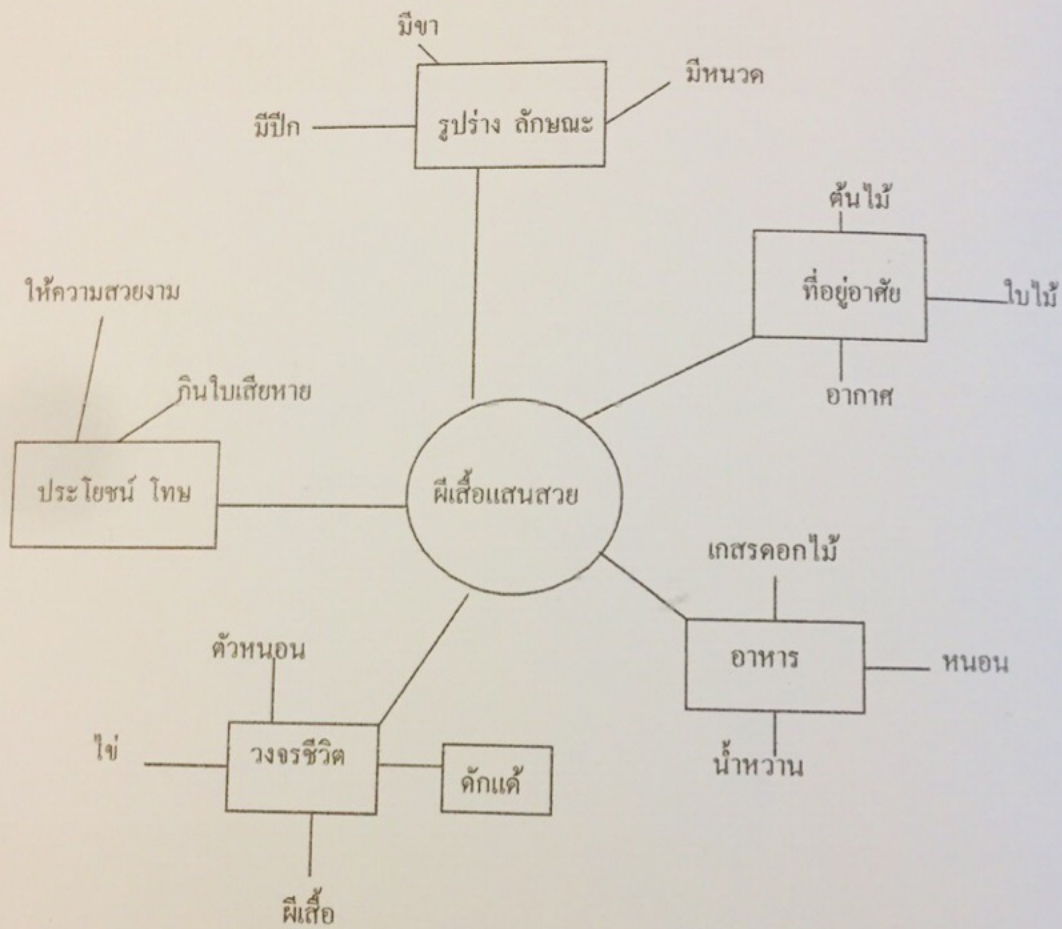 มีขา
มีหนวด
มีปีก
รูปร่าง ลักษณะ
ต้นไม้
ที่อยู่อาศัย
ใบไม้
อากาศ
ให้ความสวยงาม
กินใบเสียหาย
ประโยชน์ โทษ
ผีเสื้อแสนสวย
เกสรดอกไม้
อาหาร
หนอน
น้ำหวาน
ตัวหนอน
ไข่
วงจรชีวิต
ดักแด้
ผีเสื้อ